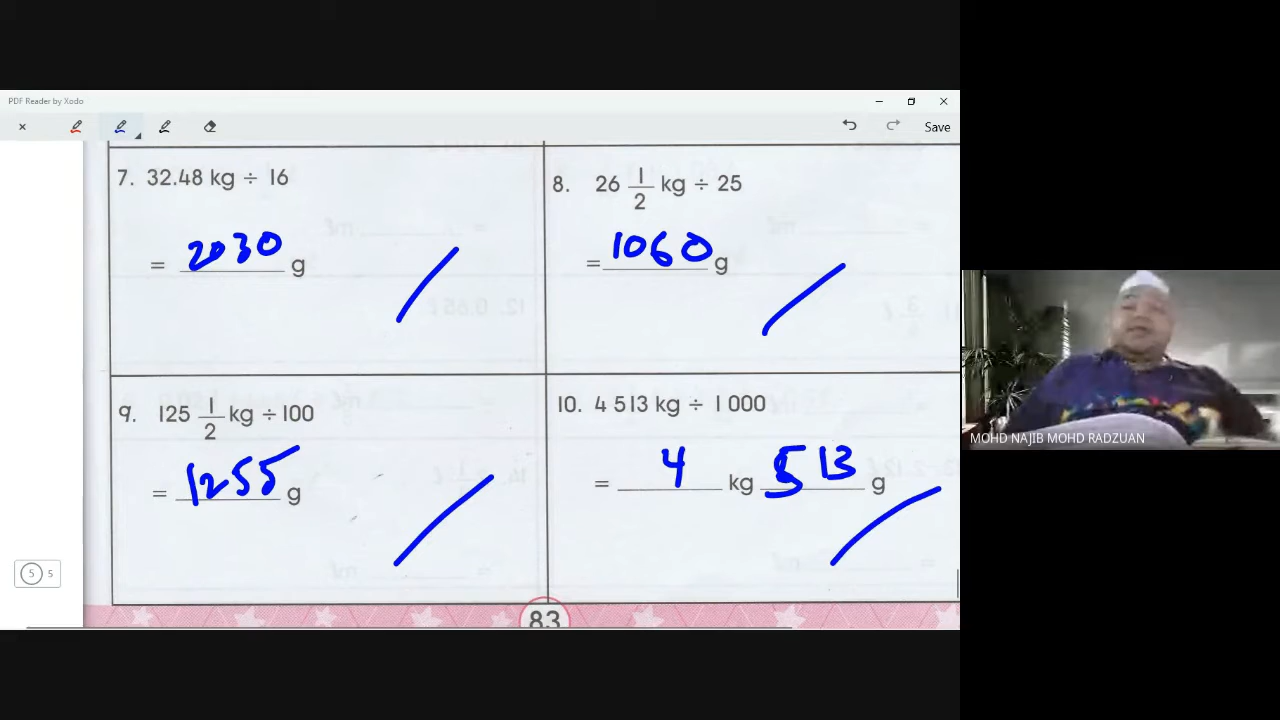 PDF Reader by Xodo
Save
7. 32.48 kg ÷ 16
= 2030 g
8. 26 1/2 kg ÷ 25
= 1060 g
9. 125 1/2 kg ÷ 100
= 1255 g
10. 4 513 kg ÷ 1 000
= 4 kg 513 g
5 5
83
MOHD NAJIB MOHD RADZUAN